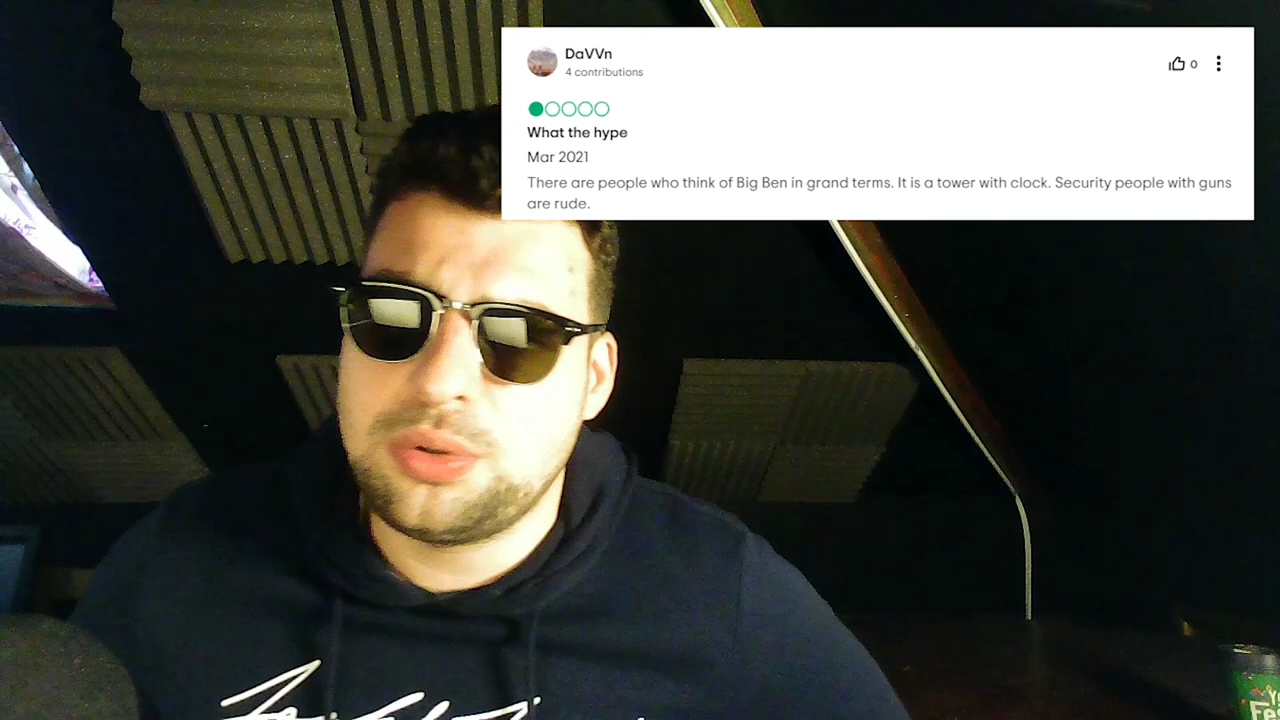 DaVVn
4 contributions
0
What the hype
Mar 2021
There are people who think of Big Ben in grand terms. It is a tower with clock. Security people with guns
are rude.